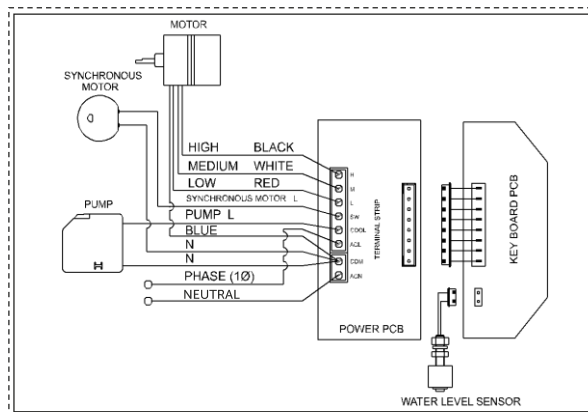 MOTOR
SYNCHRONOUS
MOTOR
HIGH BLACK
MEDIUM WHITE
LOW RED
SYNCHRONOUS MOTOR L
PUMP L
BLUE
N
N
PHASE (1Ø)
NEUTRAL
PUMP
H
M
L
SW
COOL
ACL
COM
ACN
TERMINAL STRIP
POWER PCB
KEY BOARD PCB
WATER LEVEL SENSOR